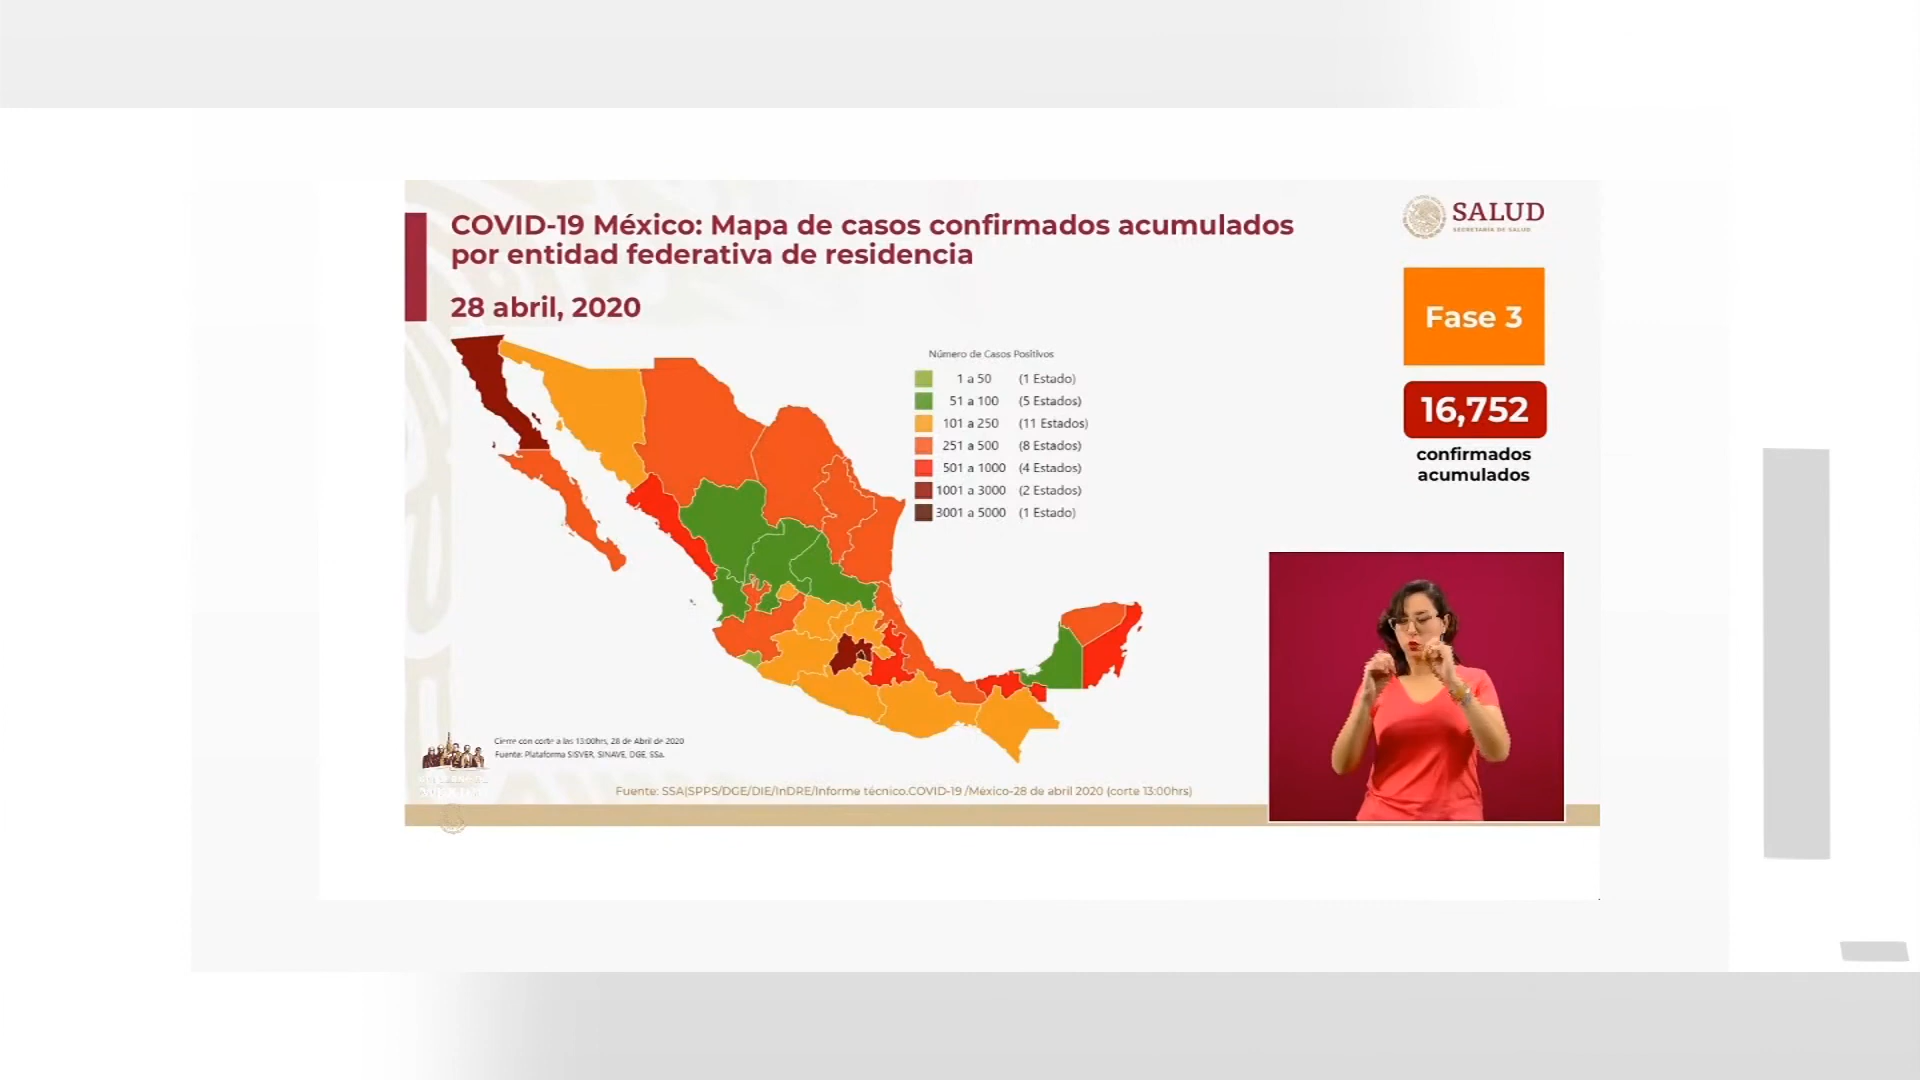 COVID-19 México: Mapa de casos confirmados acumulados
por entidad federativa de residencia
28 abril, 2020
SALUD
SECRETARÍA DE SALUD
Fase 3
16,752
confirmados
acumulados
Número de Casos Positivos
1 a 50 (1 Estado)
51 a 100 (5 Estados)
101 a 250 (11 Estados)
251 a 500 (8 Estados)
501 a 1000 (4 Estados)
1001 a 3000 (2 Estados)
3001 a 5000 (1 Estado)
Cierre con corte a las 13:00hrs, 28 de Abril de 2020
Fuente: Plataforma SISVER, SINAVE, DGE, SSa.
Fuente: SSA(SPPS/DGE/DIE/InDRE/Informe técnico.COVID-19 /México-28 de abril 2020 (corte 13:00hrs)